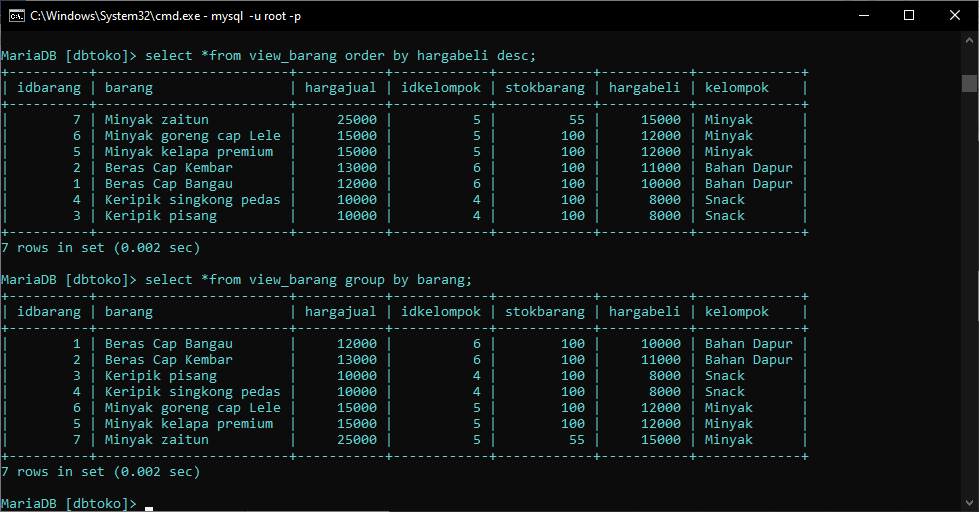 C:\Windows\System32\cmd.exe - mysql  -u root -p
MariaDB [dbtoko]> select *from view_barang order by hargabeli desc;
+----------+-------------------------+-----------+------------+------------+-----------+-------------+
| idbarang | barang                  | hargajual | idkelompok | stokbarang | hargabeli | kelompok    |
+----------+-------------------------+-----------+------------+------------+-----------+-------------+
|        7 | Minyak zaitun           |     25000 |          5 |         55 |     15000 | Minyak      |
|        6 | Minyak goreng cap Lele  |     15000 |          5 |        100 |     12000 | Minyak      |
|        5 | Minyak kelapa premium   |     15000 |          5 |        100 |     12000 | Minyak      |
|        2 | Beras Cap Kembar        |     13000 |          6 |        100 |     11000 | Bahan Dapur |
|        1 | Beras Cap Bangau        |     12000 |          6 |        100 |     10000 | Bahan Dapur |
|        4 | Keripik singkong pedas  |     10000 |          4 |        100 |      8000 | Snack       |
|        3 | Keripik pisang          |     10000 |          4 |        100 |      8000 | Snack       |
+----------+-------------------------+-----------+------------+------------+-----------+-------------+
7 rows in set (0.002 sec)
MariaDB [dbtoko]> select *from view_barang group by barang;
+----------+-------------------------+-----------+------------+------------+-----------+-------------+
| idbarang | barang                  | hargajual | idkelompok | stokbarang | hargabeli | kelompok    |
+----------+-------------------------+-----------+------------+------------+-----------+-------------+
|        1 | Beras Cap Bangau        |     12000 |          6 |        100 |     10000 | Bahan Dapur |
|        2 | Beras Cap Kembar        |     13000 |          6 |        100 |     11000 | Bahan Dapur |
|        3 | Keripik pisang          |     10000 |          4 |        100 |      8000 | Snack       |
|        4 | Keripik singkong pedas  |     10000 |          4 |        100 |      8000 | Snack       |
|        6 | Minyak goreng cap Lele  |     15000 |          5 |        100 |     12000 | Minyak      |
|        5 | Minyak kelapa premium   |     15000 |          5 |        100 |     12000 | Minyak      |
|        7 | Minyak zaitun           |     25000 |          5 |         55 |     15000 | Minyak      |
+----------+-------------------------+-----------+------------+------------+-----------+-------------+
7 rows in set (0.002 sec)
MariaDB [dbtoko]>